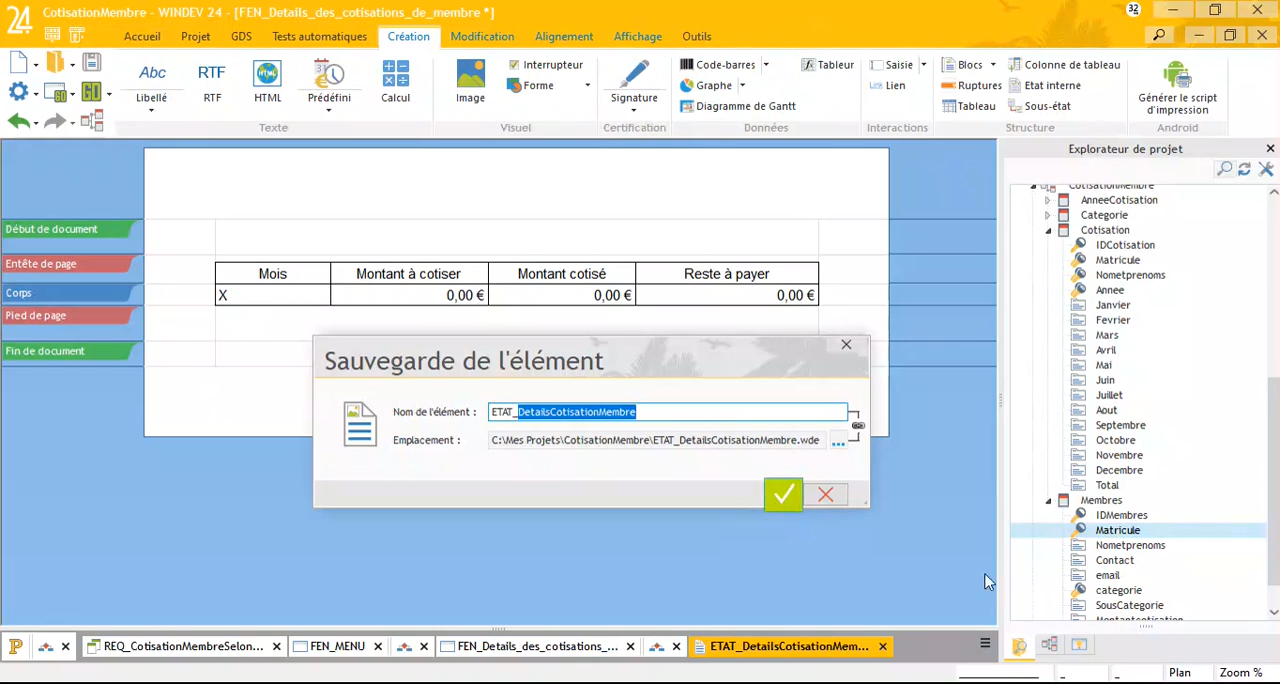 24
CotisationMembre - WINDEV 24 - [FEN_Details_des_cotisations_de_membre *]
32
Accueil Projet GDS Tests automatiques Création Modification Alignement Affichage Outils
Abc RTF HTML
Libellé RTF HTML Prédéfini Calcul
Texte
Image Interrupteur
Forme
Visuel
Signature
Certification
Code-barres Tableur
Graphe
Diagramme de Gantt
Données
Saisie
Lien
Interactions
Blocs Colonne de tableau
Ruptures Etat interne
Tableau Sous-état
Structure
Générer le script
d'impression
Android
GO
GO
Début de document
Entête de page
Corps
Pied de page
Fin de document
Mois Montant à cotiser Montant cotisé Reste à payer
X 0,00 € 0,00 € 0,00 €
Sauvegarde de l'élément
Nom de l'élément : ETAT_DetailsCotisationMembre
Emplacement : C:\Mes Projets\CotisationMembre\ETAT_DetailsCotisationMembre.wde
...
Explorateur de projet
CotisationMembre
AnneeCotisation
Categorie
Cotisation
IDCotisation
Matricule
Nometprenoms
Annee
Janvier
Fevrier
Mars
Avril
Mai
Juin
Juillet
Aout
Septembre
Octobre
Novembre
Decembre
Total
Membres
IDMembres
Matricule
Nometprenoms
Contact
email
categorie
SousCategorie
Montantcotisation
P REQ_CotisationMembreSelon... FEN_MENU FEN_Details_des_cotisations_... ETAT_DetailsCotisationMem...
Plan Zoom %